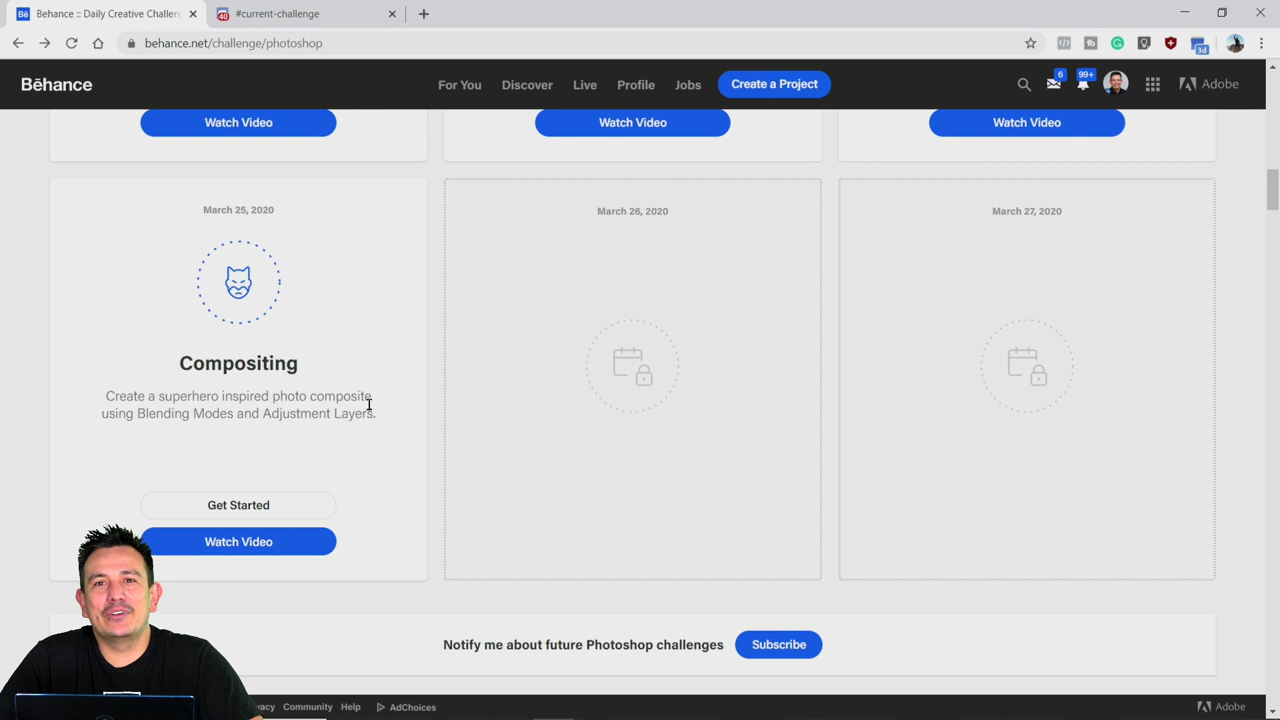 Behance :: Daily Creative Challen
#current-challenge
behance.net/challenge/photoshop
3d
Bēhance
For You
Discover
Live
Profile
Jobs
Create a Project
6
99+
Adobe
Watch Video
Watch Video
Watch Video
March 25, 2020
March 26, 2020
March 27, 2020
Compositing
Create a superhero inspired photo composite
using Blending Modes and Adjustment Layers.
Get Started
Watch Video
Notify me about future Photoshop challenges
Subscribe
Community
Help
AdChoices
Adobe